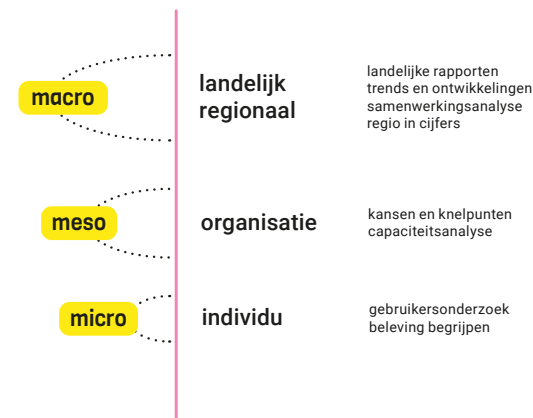 macro
landelijk
regionaal
landelijke rapporten
trends en ontwikkelingen
samenwerkingsanalyse
regio in cijfers
meso
organisatie
kansen en knelpunten
capaciteitsanalyse
micro
individu
gebruikersonderzoek
beleving begrijpen